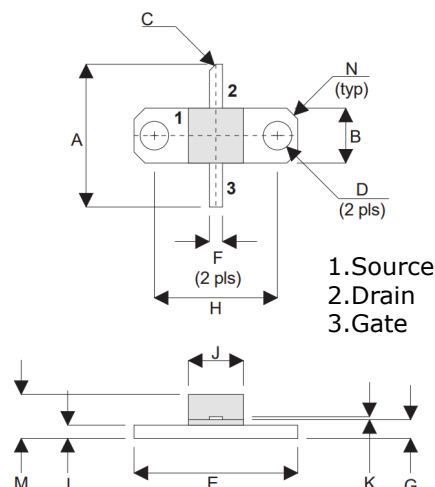 C
N
(typ)
2
1
A
B
3
D
(2 pls)
F
(2 pls)
H
1.Source
2.Drain
3.Gate
J
M
I
E
K
G